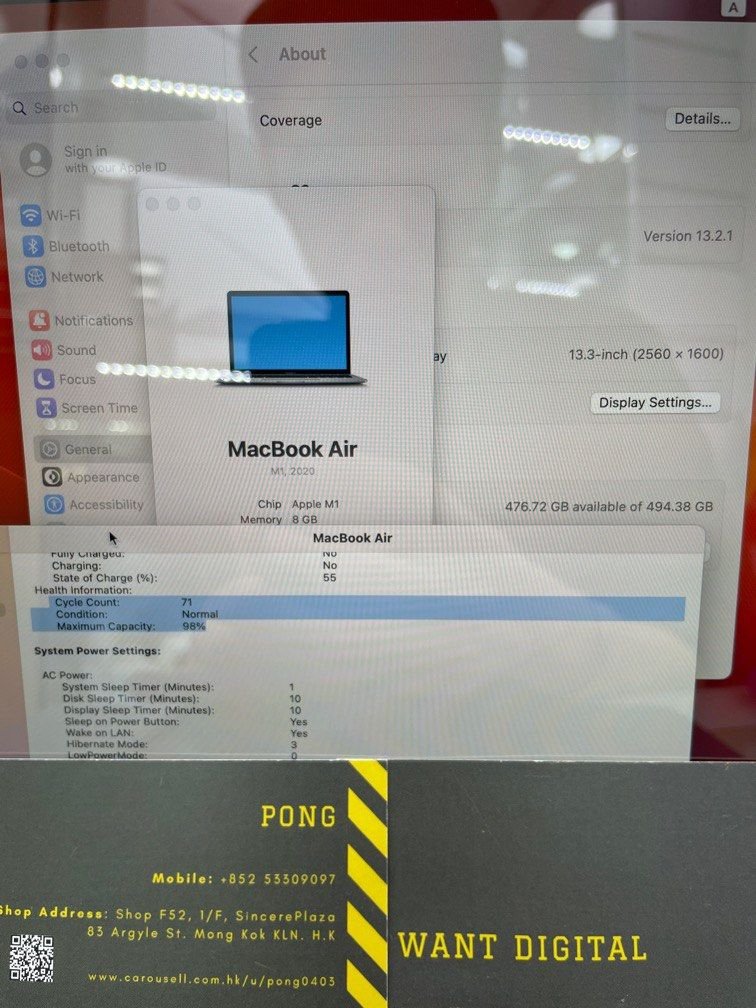 A
About
Search
Coverage
Details...
Sign in
with your Apple ID
Wi-Fi
Version 13.2.1
Bluetooth
Network
Notifications
Sound
ay
13.3-inch (2560 × 1600)
Focus
Screen Time
Display Settings...
General
MacBook Air
M1, 2020
Appearance
Accessibility
Chip Apple M1
Memory 8 GB
476.72 GB available of 494.38 GB
MacBook Air
Fully Charged: No
Charging: No
State of Charge (%): 55
Health Information:
Cycle Count: 71
Condition: Normal
Maximum Capacity: 98%
System Power Settings:
AC Power:
System Sleep Timer (Minutes): 1
Disk Sleep Timer (Minutes): 10
Display Sleep Timer (Minutes): 10
Sleep on Power Button: Yes
Wake on LAN: Yes
Hibernate Mode: 3
LowPowerMode: 0
PONG
Mobile: +852 53309097
Shop Address: Shop F52, 1/F, SincerePlaza
83 Argyle St. Mong Kok KLN. H.K
www.carousell.com.hk/u/pong0403
WANT DIGITAL